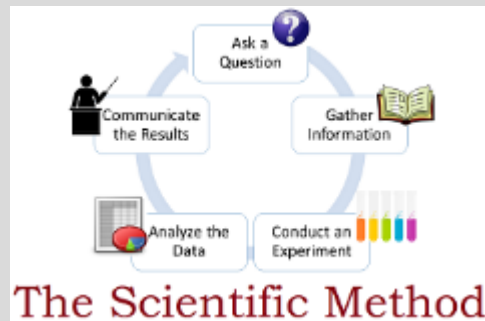 Ask a
Question
Gather
Information
Conduct an
Experiment
Analyze the
Data
Communicate
the Results
The Scientific Method